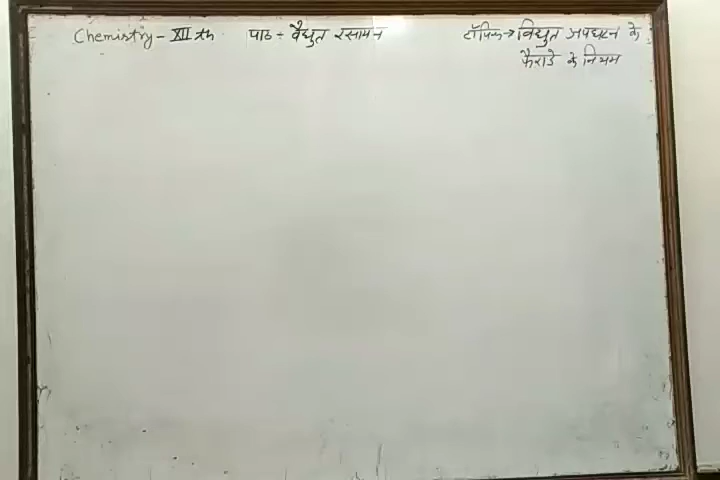 Chemistry - XII th. पाठ ÷ वैद्युत रसायन टॉपिक → विद्युत अपघटन के
फैराडे के नियम